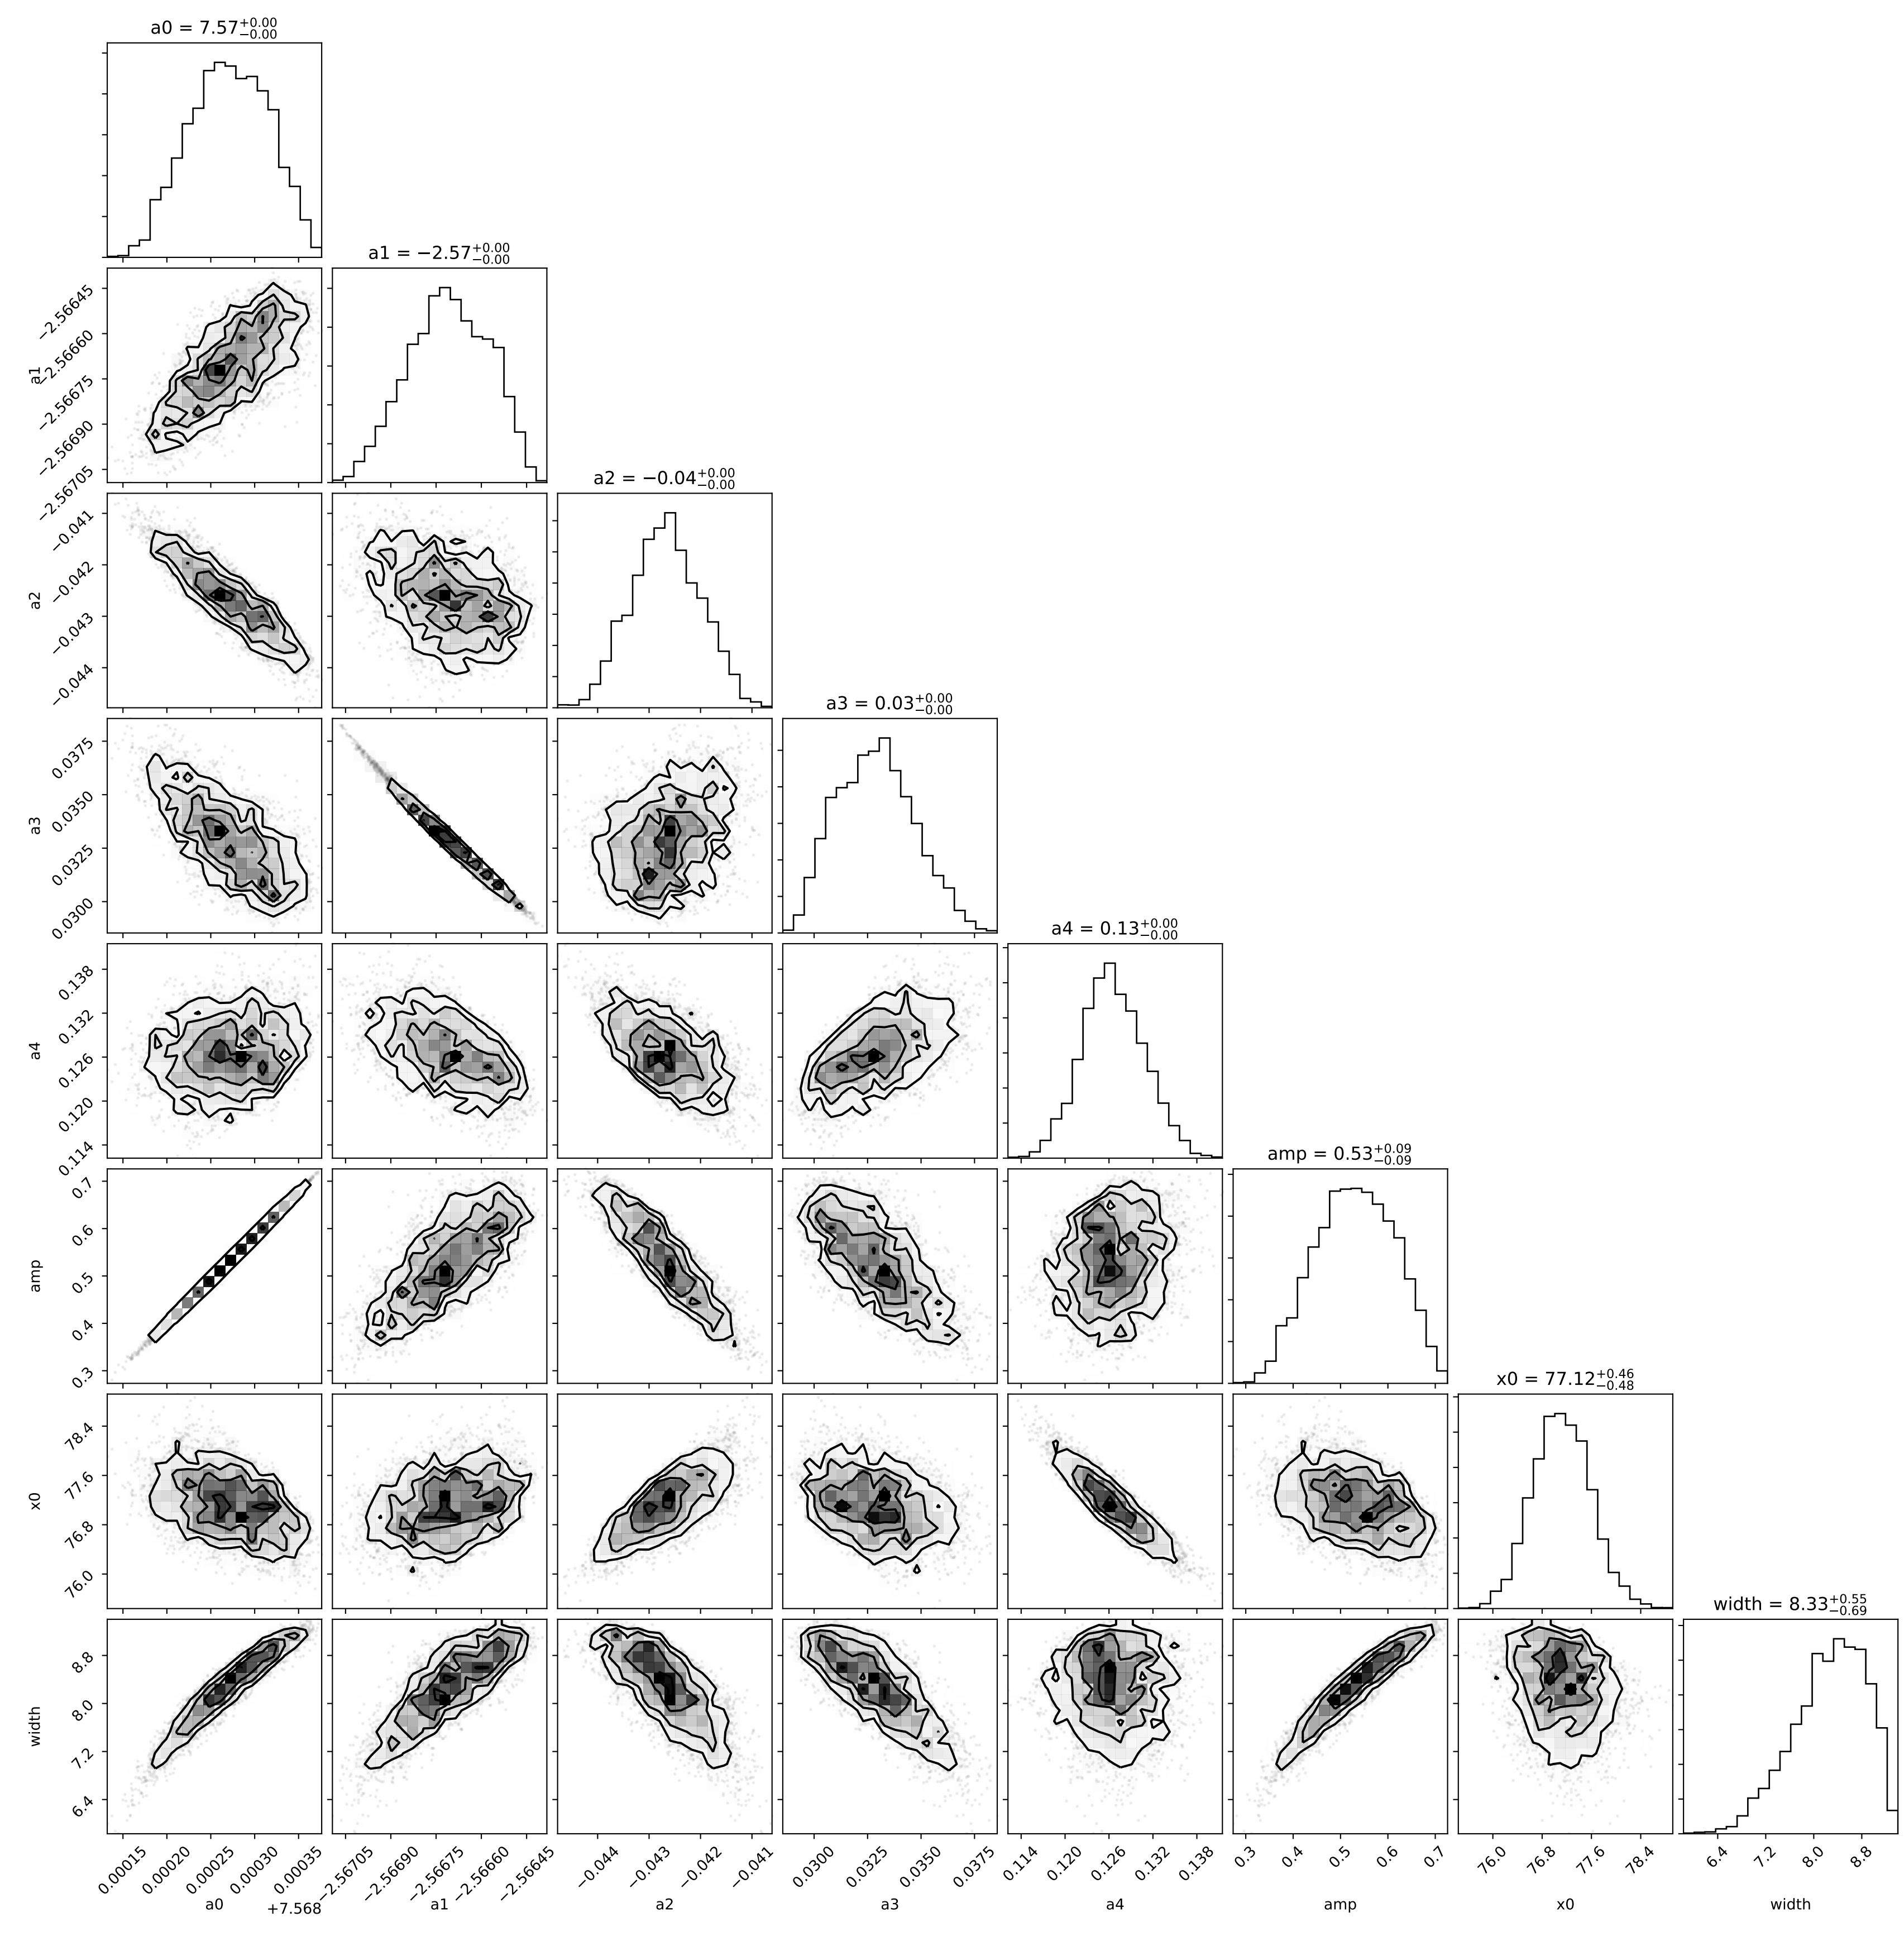 a0 = 7.57+0.00−0.00
a1 = −2.57+0.00−0.00
−2.56645
−2.56660
−2.56675
−2.56690
−2.56705
a1
a2 = −0.04+0.00−0.00
−0.041
−0.042
−0.043
−0.044
a2
a3 = 0.03+0.00−0.00
0.0375
0.0350
0.0325
0.0300
a3
a4 = 0.13+0.00−0.00
0.138
0.132
0.126
0.120
0.114
a4
amp = 0.53+0.09−0.09
0.7
0.6
0.5
0.4
0.3
amp
x0 = 77.12+0.46−0.48
78.4
77.6
76.8
76.0
x0
width = 8.33+0.55−0.69
8.8
8.0
7.2
6.4
width
0.00015 0.00020 0.00025 0.00030 0.00035 −2.56705 −2.56690 −2.56675 −2.56660 −2.56645 −0.044 −0.043 −0.042 −0.041 0.0300 0.0325 0.0350 0.0375 0.114 0.120 0.126 0.132 0.138 0.3 0.4 0.5 0.6 0.7 76.0 76.8 77.6 78.4 6.4 7.2 8.0 8.8
a0 +7.568 a1 a2 a3 a4 amp x0 width